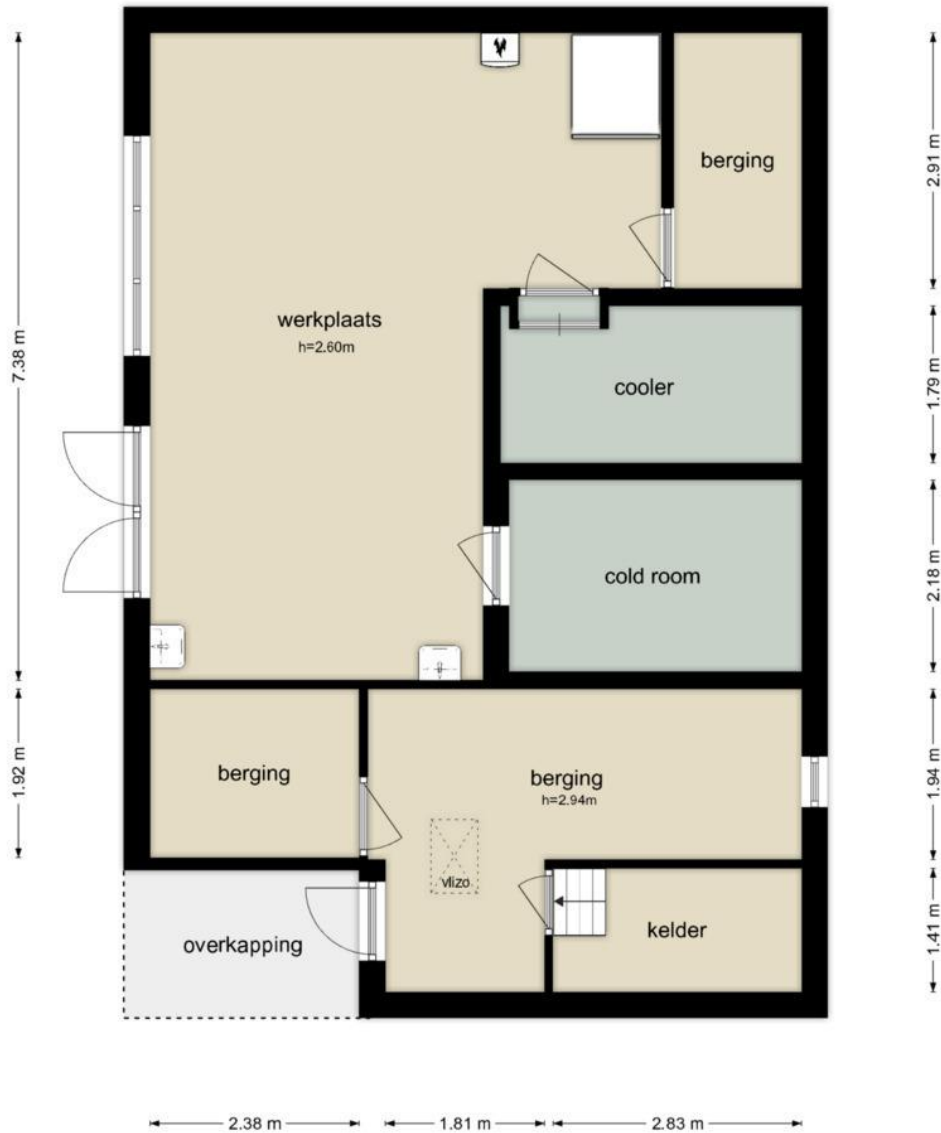 berging
2.91 m
7.38 m
werkplaats
h=2.60m
cooler
1.79 m
cold room
2.18 m
berging
1.92 m
berging
h=2.94m
1.94 m
vlizo
overkapping
kelder
1.41 m
2.38 m
1.81 m
2.83 m